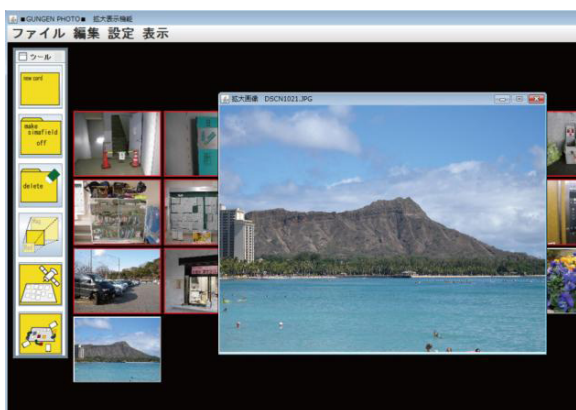 ■GUNGEN PHOTO■ 拡大表示機能
ファイル 編集 設定 表示
ツール
new card
make
simafield
off
delete
拡大画像 DSCN1021.JPG